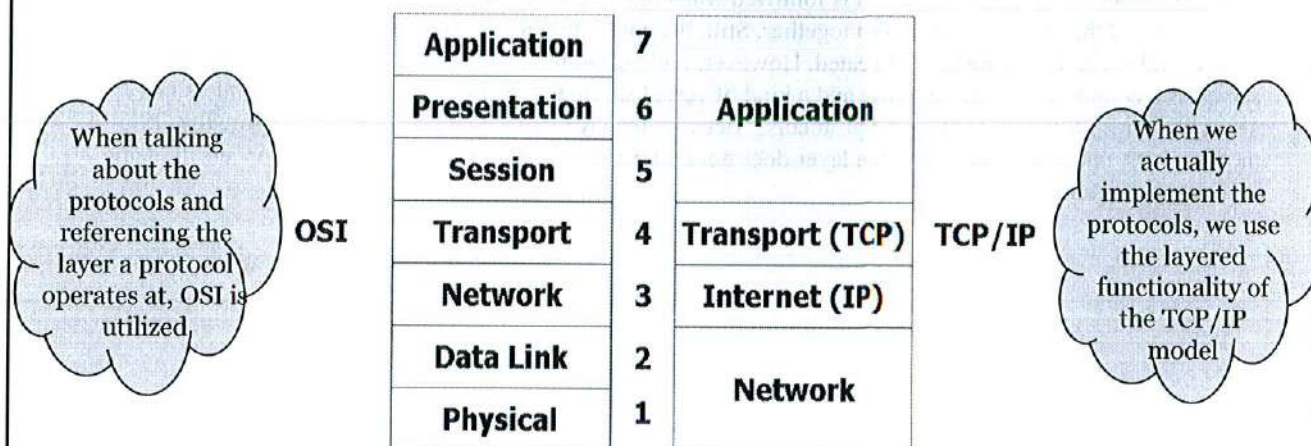 When talking
about the
protocols and
referencing the
layer a protocol
operates at, OSI is
utilized
OSI
Application 7
Presentation 6
Session 5
Transport 4
Network 3
Data Link 2
Physical 1
Application
Transport (TCP)
Internet (IP)
Network
TCP/IP
When we
actually
implement the
protocols, we use
the layered
functionality of
the TCP/IP
model